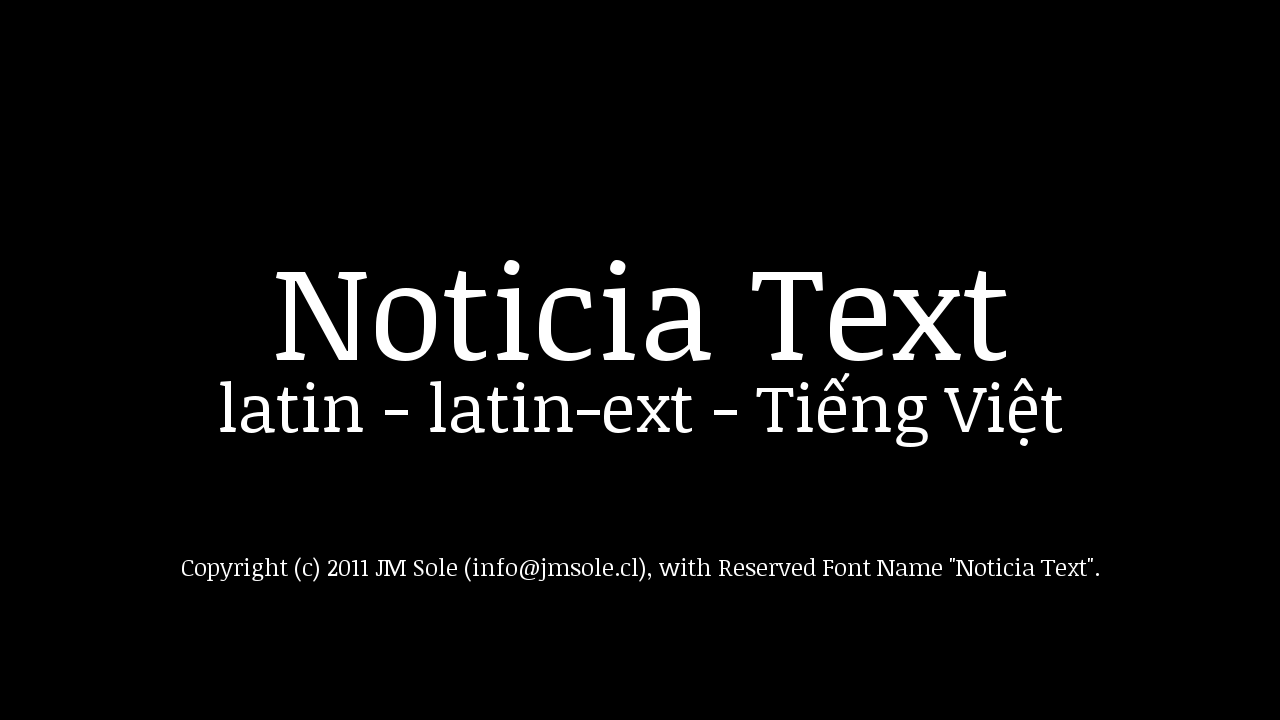 Noticia Text
latin - latin-ext - Tiếng Việt
Copyright (c) 2011 JM Sole (info@jmsole.cl), with Reserved Font Name "Noticia Text".